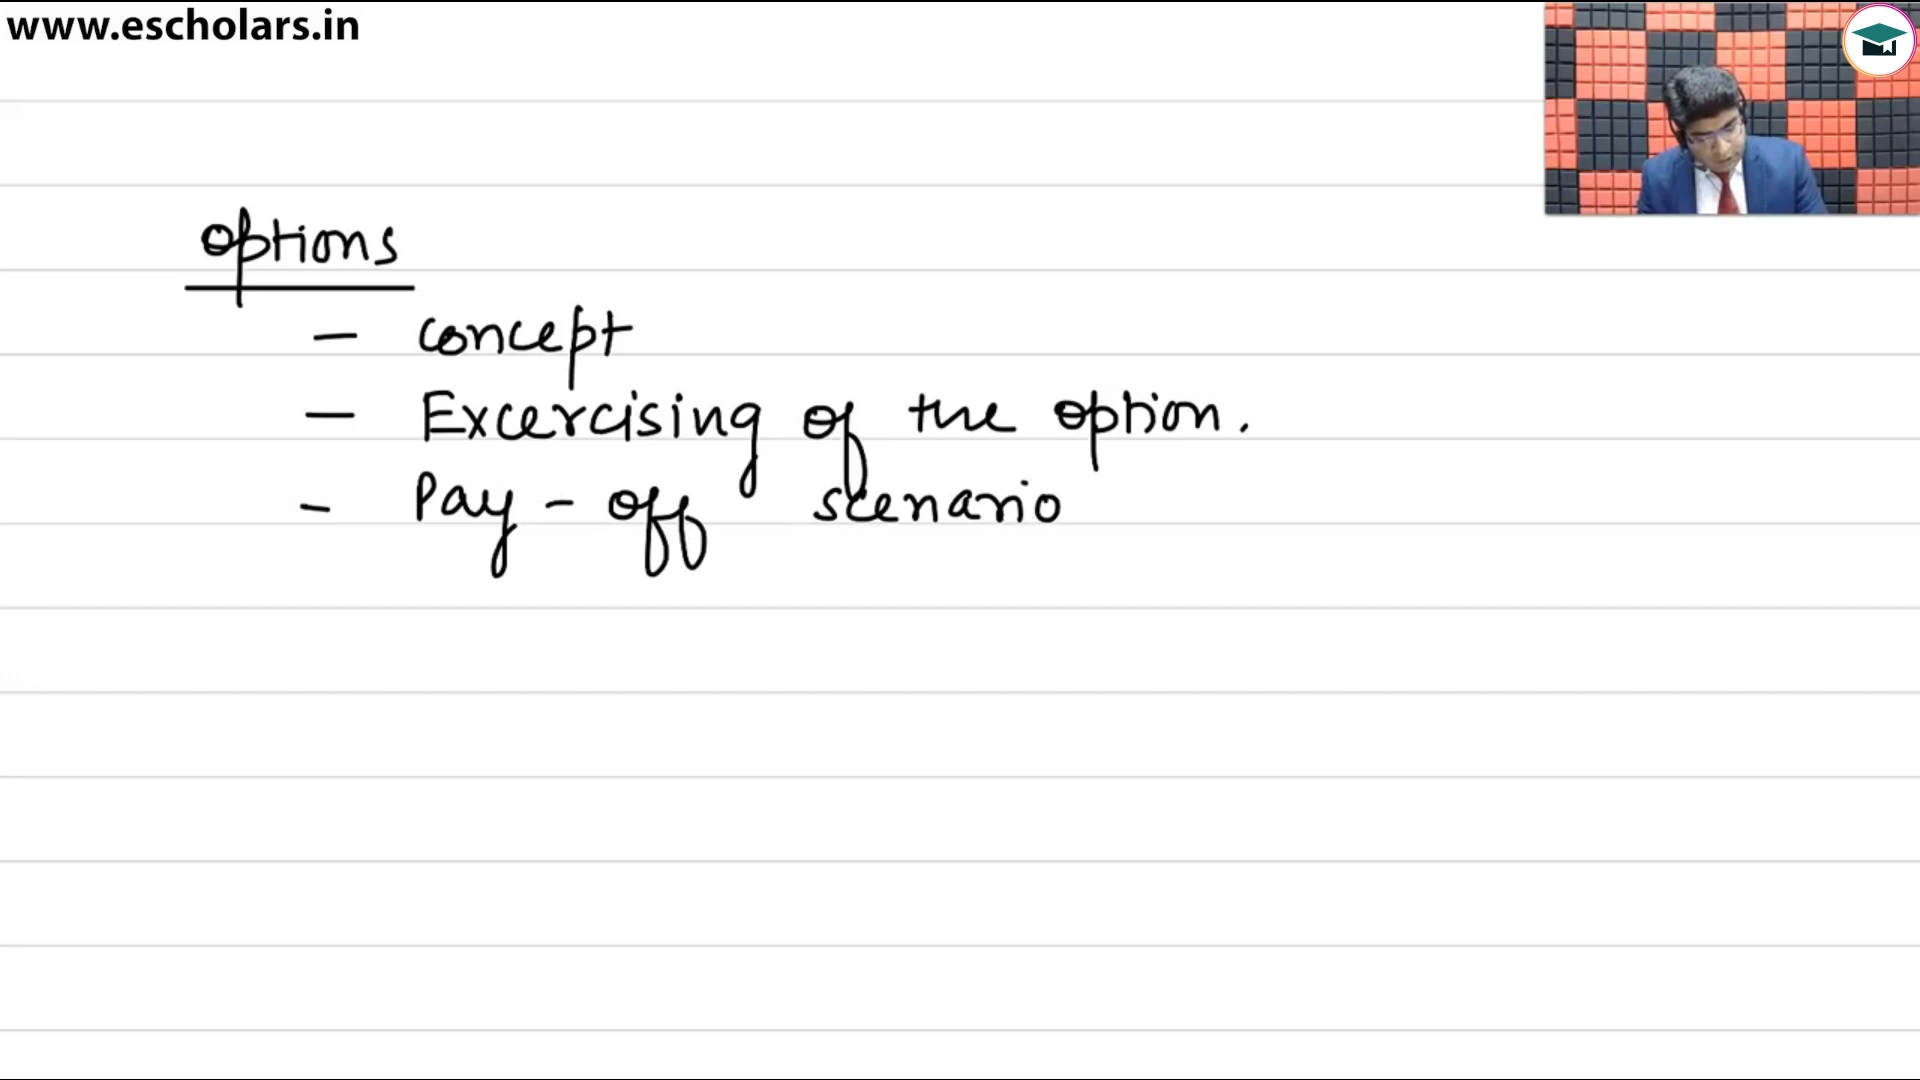 www.escholars.in
options
- concept
- Excercising of the option.
- Pay-off scenario